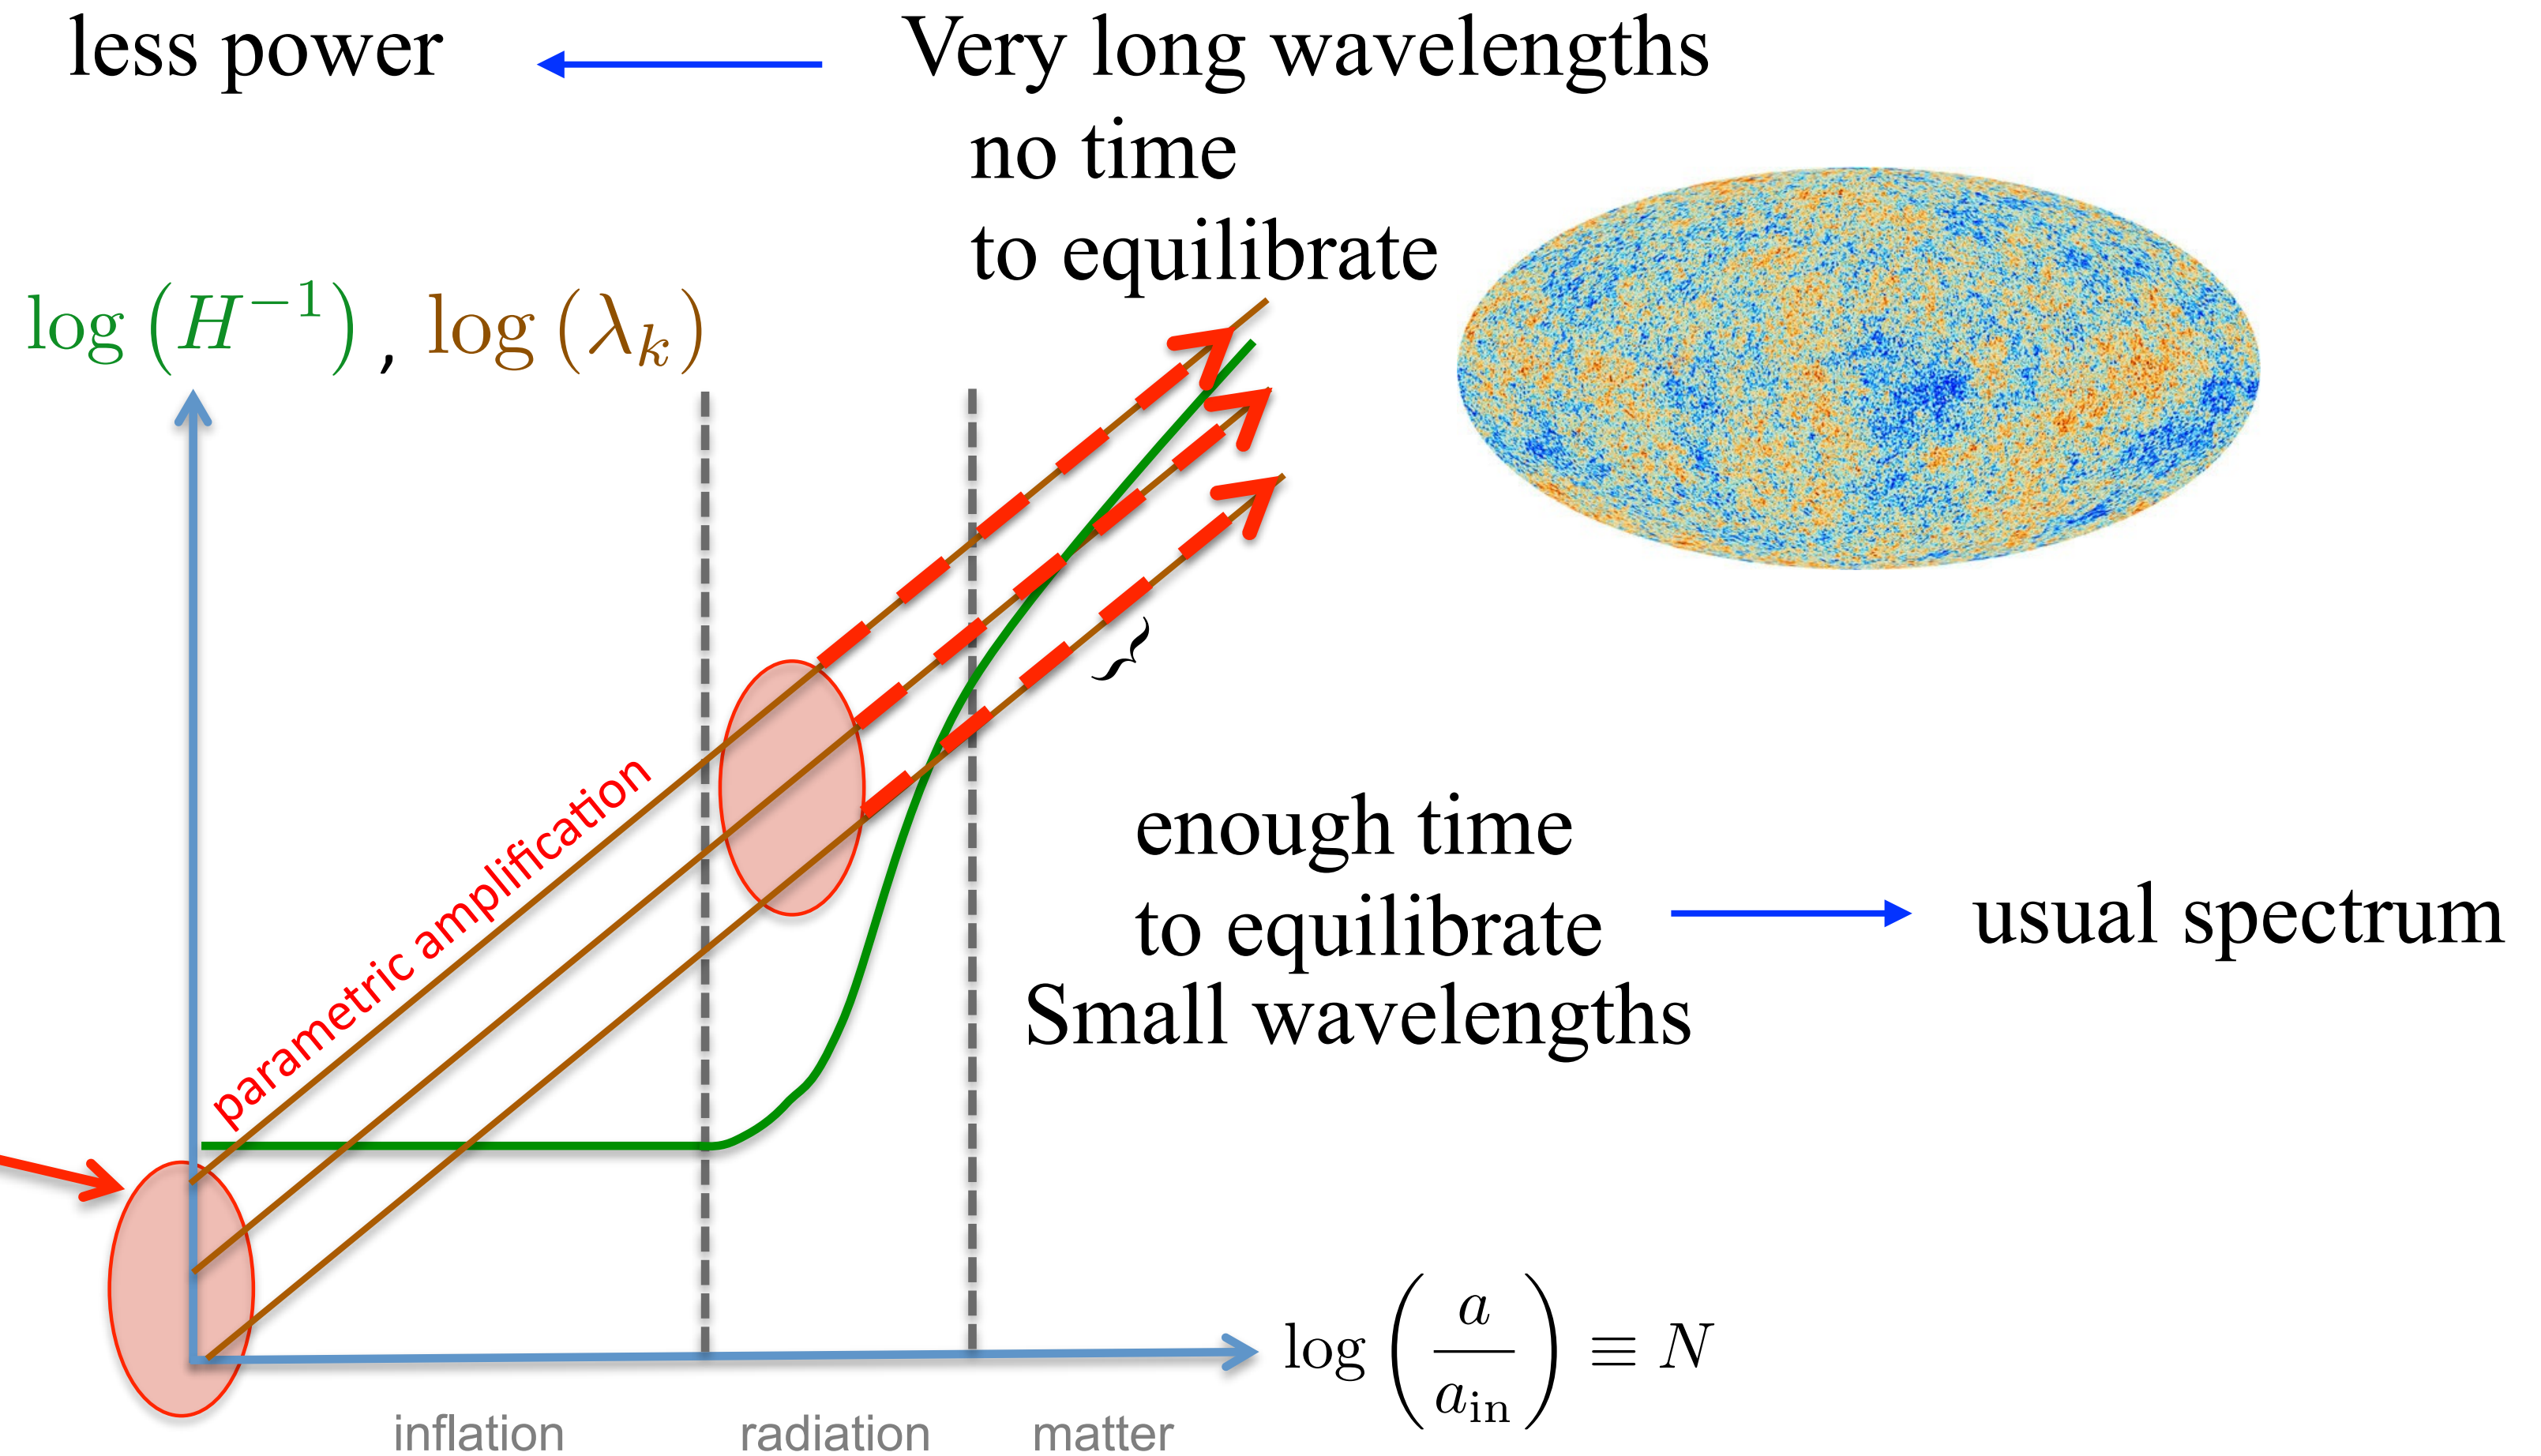 less power
Very long wavelengths
no time
to equilibrate
log (H⁻¹) , log (λₖ)
parametric amplification
}
enough time
to equilibrate
Small wavelengths
usual spectrum
log (a / a_in) ≡ N
inflation
radiation
matter